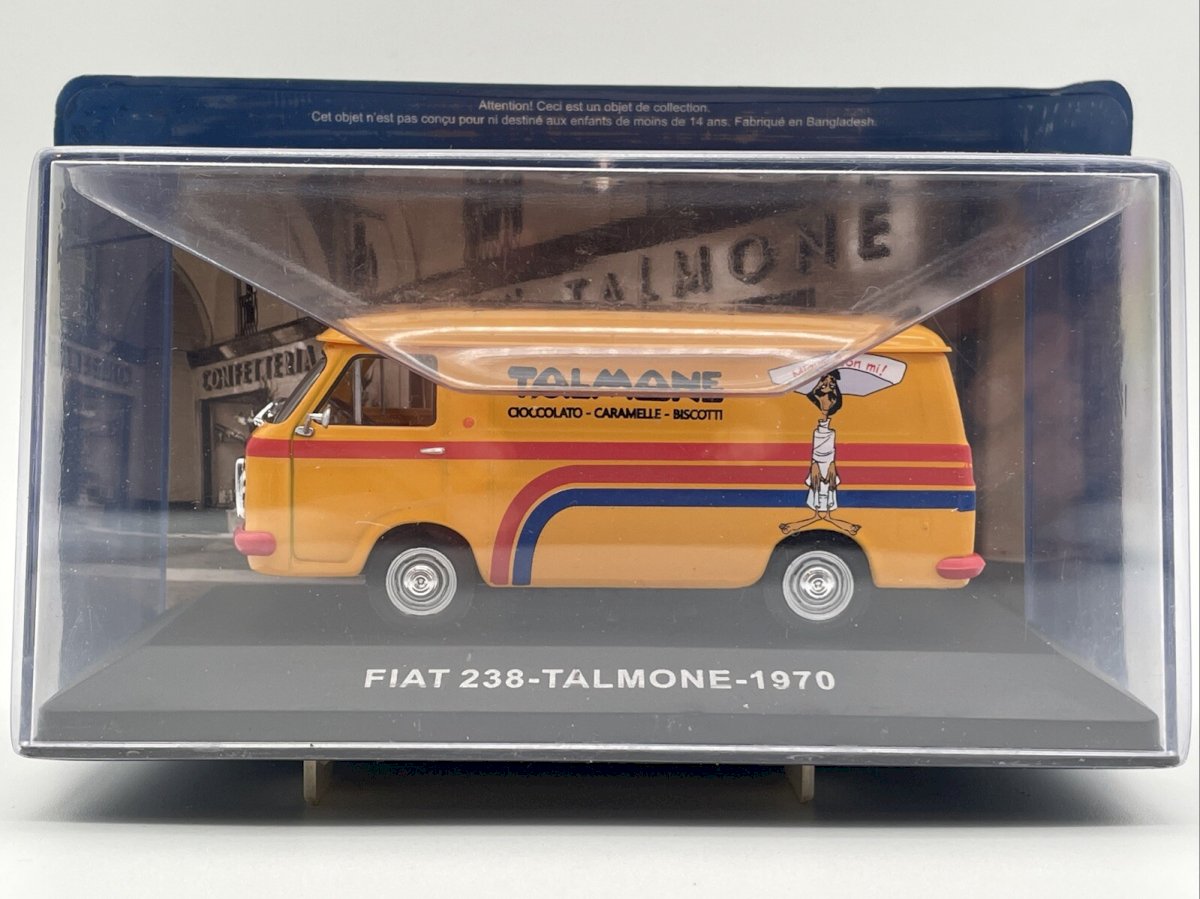 Attention! Ceci est un objet de collection.
Cet objet n'est pas conçu pour ni destiné aux enfants de moins de 14 ans. Fabriqué en Bangladesh.
TALMONE
CONFETTERIA
TALMONE
CIOCCOLATO - CARAMELLE - BISCOTTI
mi!
FIAT 238-TALMONE-1970